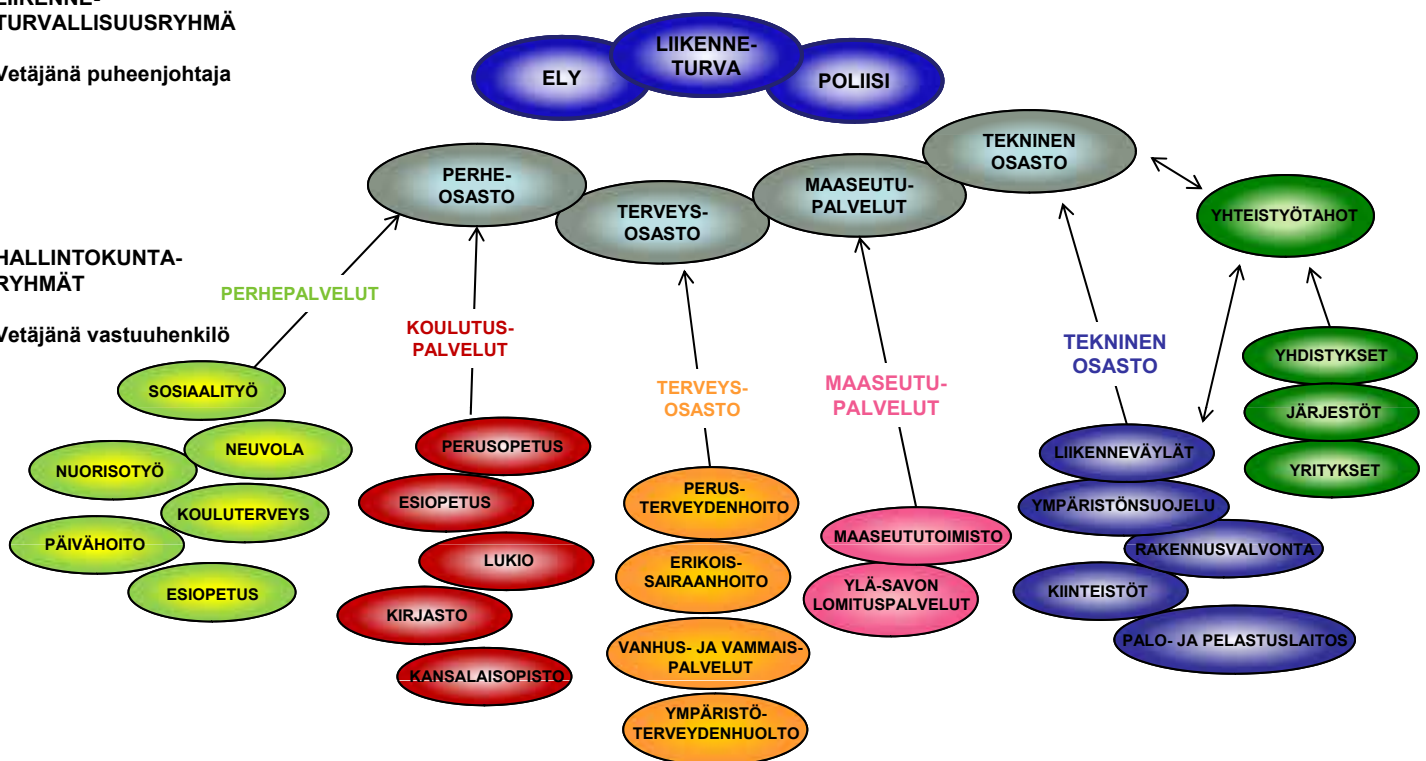 LIIKENNE-
TURVALLISUUSRYHMÄ
Vetäjänä puheenjohtaja
ELY
LIIKENNE-
TURVA
POLIISI
PERHE-
OSASTO
TERVEYS-
OSASTO
MAASEUTU-
PALVELUT
TEKNINEN
OSASTO
YHTEISTYÖTAHOT
HALLINTOKUNTA-
RYHMÄT
Vetäjänä vastuuhenkilö
PERHEPALVELUT
SOSIAALITYÖ
NEUVOLA
NUORISOTYÖ
KOULUTERVEYS
PÄIVÄHOITO
ESIOPETUS
KOULUTUS-
PALVELUT
PERUSOPETUS
ESIOPETUS
LUKIO
KIRJASTO
KANSALAISOPISTO
TERVEYS-
OSASTO
PERUS-
TERVEYDENHOITO
ERIKOIS-
SAIRAANHOITO
VANHUS- JA VAMMAIS-
PALVELUT
YMPÄRISTÖ-
TERVEYDENHUOLTO
MAASEUTU-
PALVELUT
MAASEUTUTOIMISTO
YLÄ-SAVON
LOMITUSPALVELUT
TEKNINEN
OSASTO
LIIKENNEVÄYLÄT
YMPÄRISTÖNSUOJELU
RAKENNUSVALVONTA
KIINTEISTÖT
PALO- JA PELASTUSLAITOS
YHDISTYKSET
JÄRJESTÖT
YRITYKSET